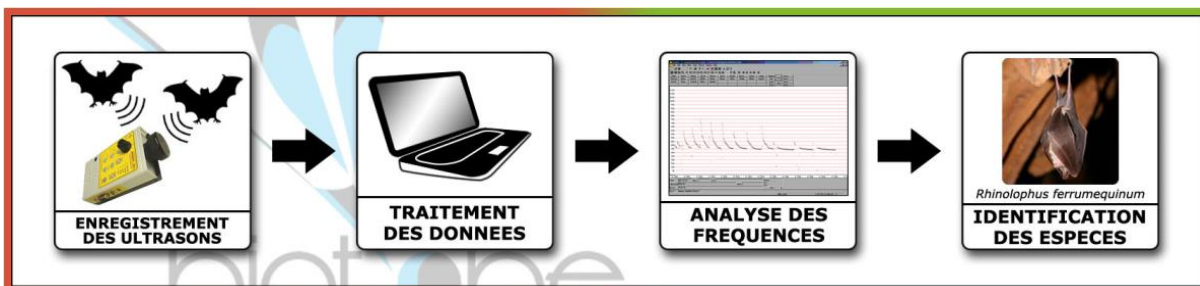 ENREGISTREMENT
DES ULTRASONS
TRAITEMENT
DES DONNEES
ANALYSE DES
FREQUENCES
Rhinolophus ferrumequinum
IDENTIFICATION
DES ESPECES